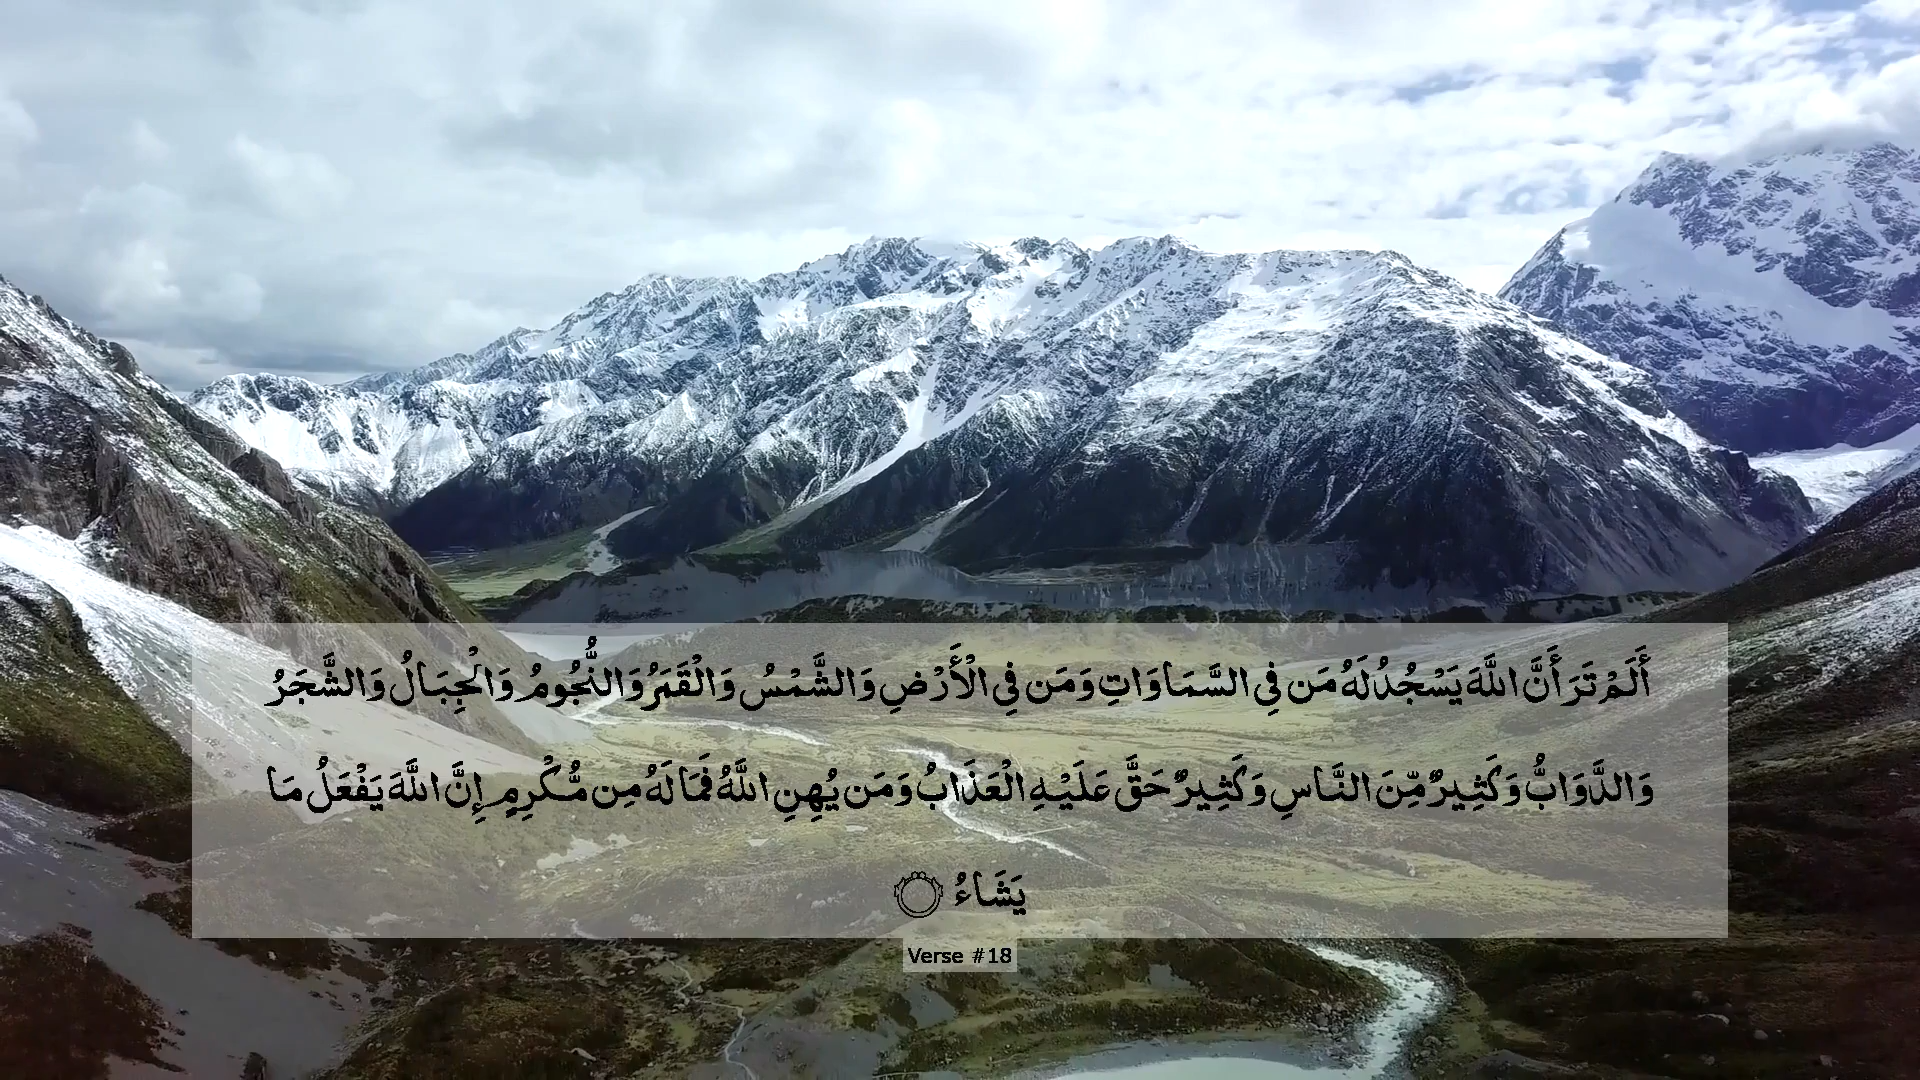 أَلَمْ تَرَ أَنَّ اللَّهَ يَسْجُدُ لَهُ مَن فِي السَّمَاوَاتِ وَمَن فِي الْأَرْضِ وَالشَّمْسُ وَالْقَمَرُ وَالنُّجُومُ وَالْجِبَالُ وَالشَّجَرُ
وَالدَّوَابُّ وَكَثِيرٌ مِّنَ النَّاسِ وَكَثِيرٌ حَقَّ عَلَيْهِ الْعَذَابُ وَمَن يُهِنِ اللَّهُ فَمَا لَهُ مِن مُّكْرِمٍ إِنَّ اللَّهَ يَفْعَلُ مَا
يَشَاءُ ۝
Verse #18